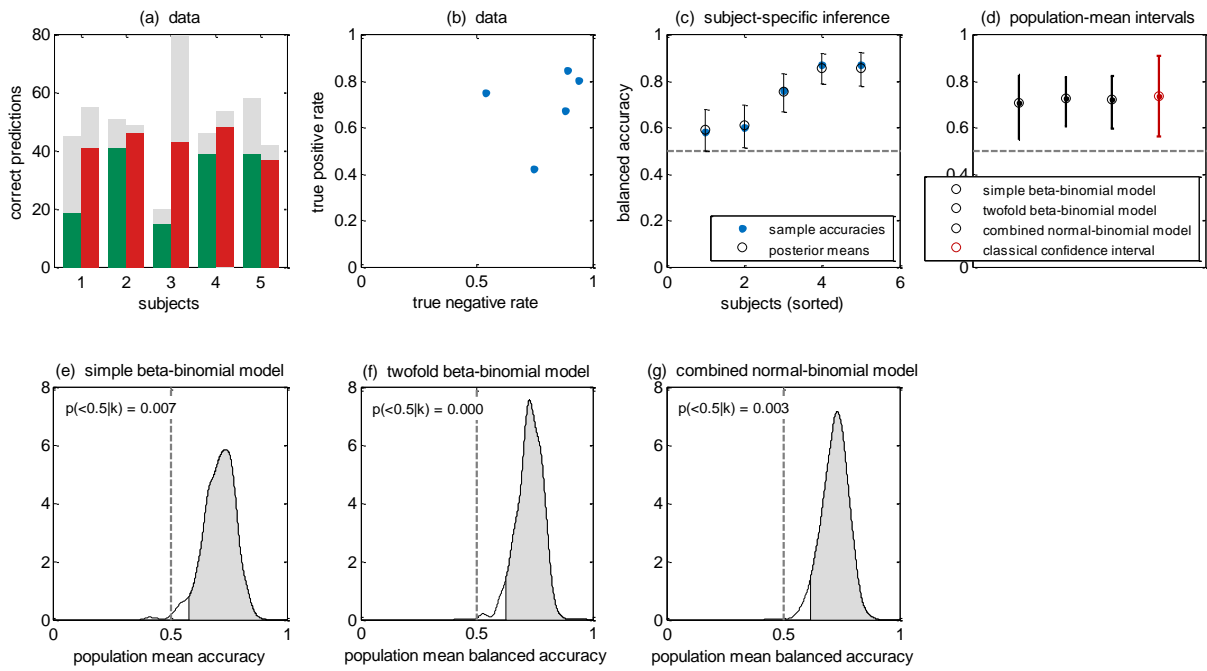 (a) data
80
60
40
20
0
correct predictions
1 2 3 4 5
subjects
(b) data
1
0.8
0.6
0.4
0.2
0
true positive rate
0 0.5 1
true negative rate
(c) subject-specific inference
1
0.8
0.6
0.4
0.2
0
balanced accuracy
sample accuracies
posterior means
0 2 4 6
subjects (sorted)
(d) population-mean intervals
1
0.8
0.6
0.4
0
simple beta-binomial model
twofold beta-binomial model
combined normal-binomial model
classical confidence interval
(e) simple beta-binomial model
8
6
4
2
0
p(<0.5|k) = 0.007
0 0.5 1
population mean accuracy
(f) twofold beta-binomial model
8
6
4
2
0
p(<0.5|k) = 0.000
0 0.5 1
population mean balanced accuracy
(g) combined normal-binomial model
8
6
4
2
0
p(<0.5|k) = 0.003
0 0.5 1
population mean balanced accuracy